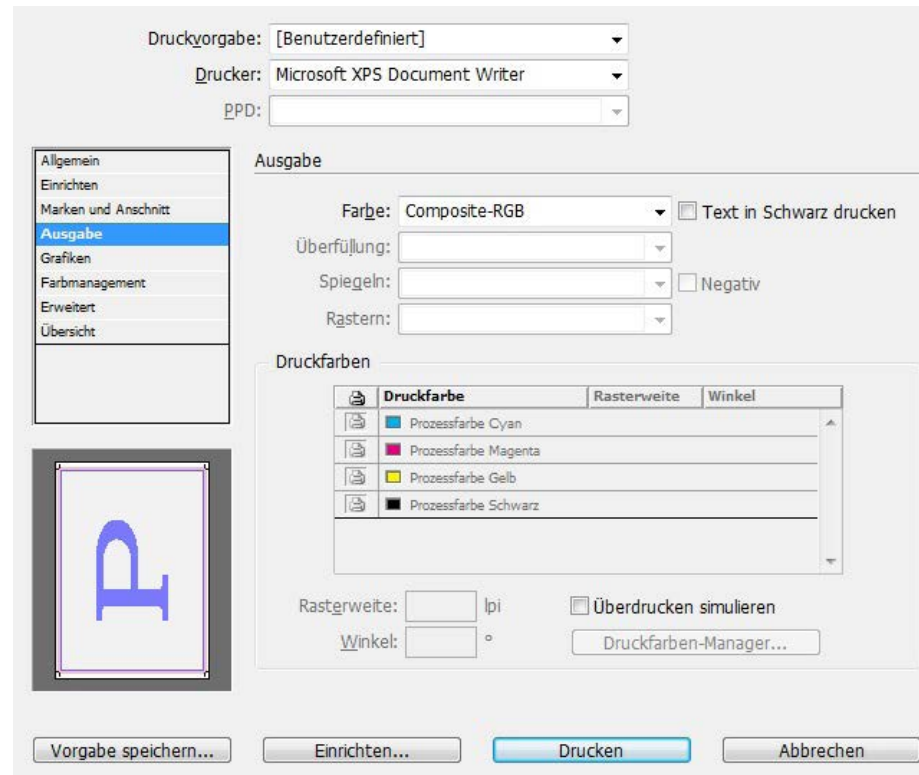 Druckvorgabe: [Benutzerdefiniert]
Drucker: Microsoft XPS Document Writer
PPD:
Allgemein
Einrichten
Marken und Anschnitt
Ausgabe
Grafiken
Farbmanagement
Erweitert
Übersicht
Ausgabe
Farbe: Composite-RGB Text in Schwarz drucken
Überfüllung:
Spiegeln: Negativ
Rastern:
Druckfarben
Druckfarbe Rasterweite Winkel
Prozessfarbe Cyan
Prozessfarbe Magenta
Prozessfarbe Gelb
Prozessfarbe Schwarz
P
Rasterweite: lpi Überdrucken simulieren
Winkel: ° Druckfarben-Manager...
Vorgabe speichern... Einrichten... Drucken Abbrechen